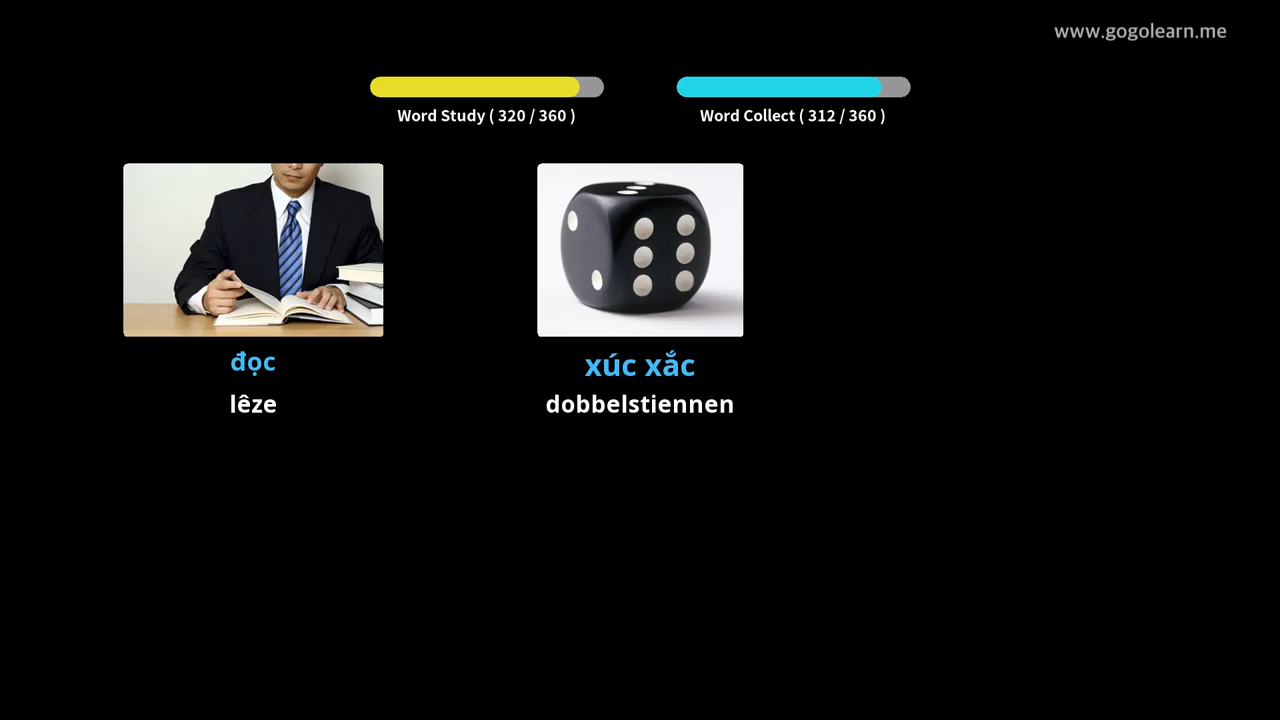 www.gogolearn.me
Word Study ( 320 / 360 )
Word Collect ( 312 / 360 )
đọc
lêze
xúc xắc
dobbelstiennen